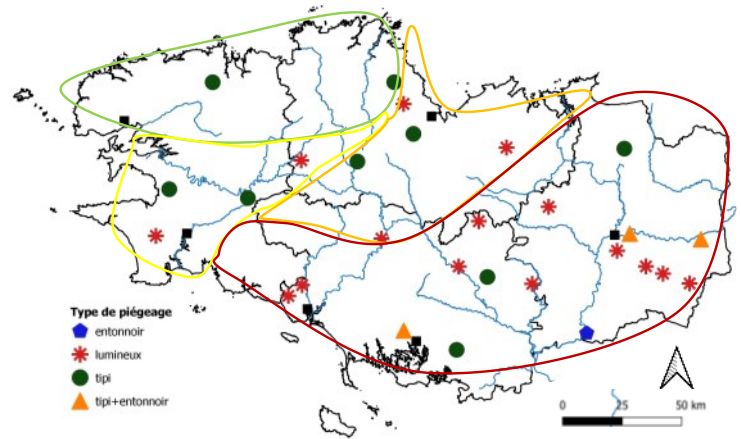 Type de piégeage
entonnoir
lumineux
tipi
tipi+entonnoir
0 25 50 km